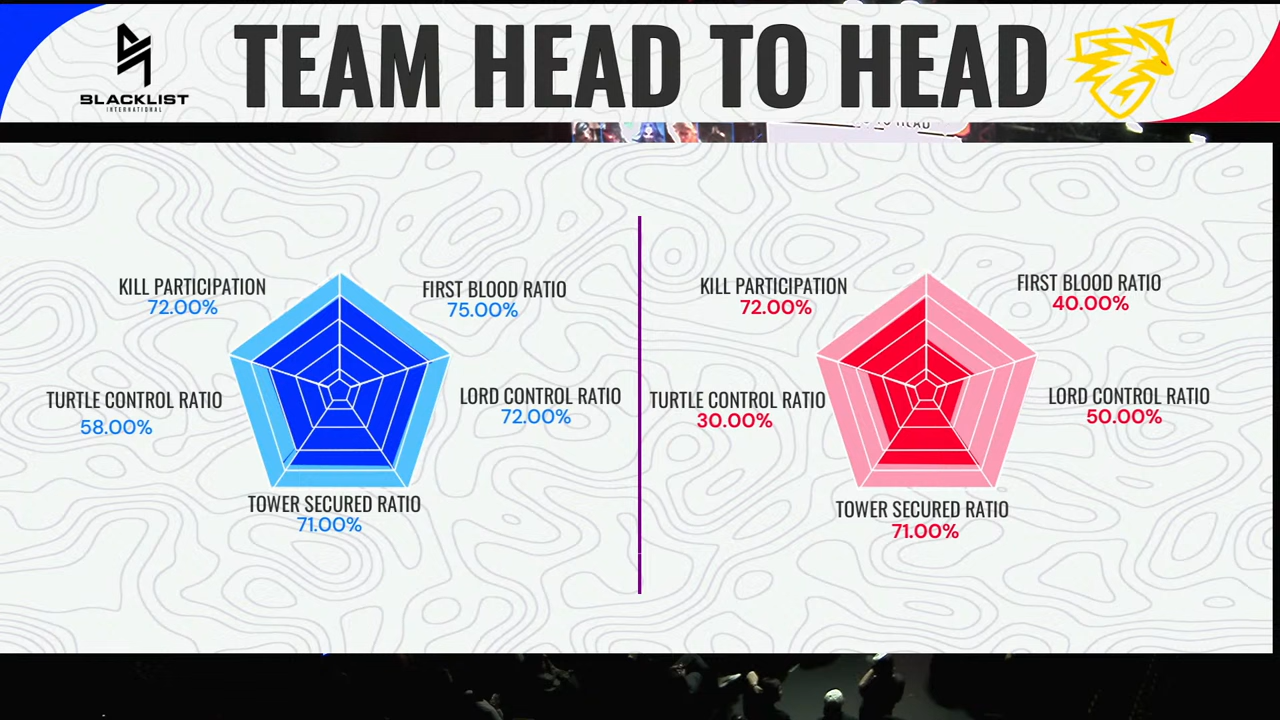 BLACKLIST
INTERNATIONAL
TEAM HEAD TO HEAD
KILL PARTICIPATION
72.00%
FIRST BLOOD RATIO
75.00%
TURTLE CONTROL RATIO
58.00%
LORD CONTROL RATIO
72.00%
TOWER SECURED RATIO
71.00%
KILL PARTICIPATION
72.00%
FIRST BLOOD RATIO
40.00%
TURTLE CONTROL RATIO
30.00%
LORD CONTROL RATIO
50.00%
TOWER SECURED RATIO
71.00%